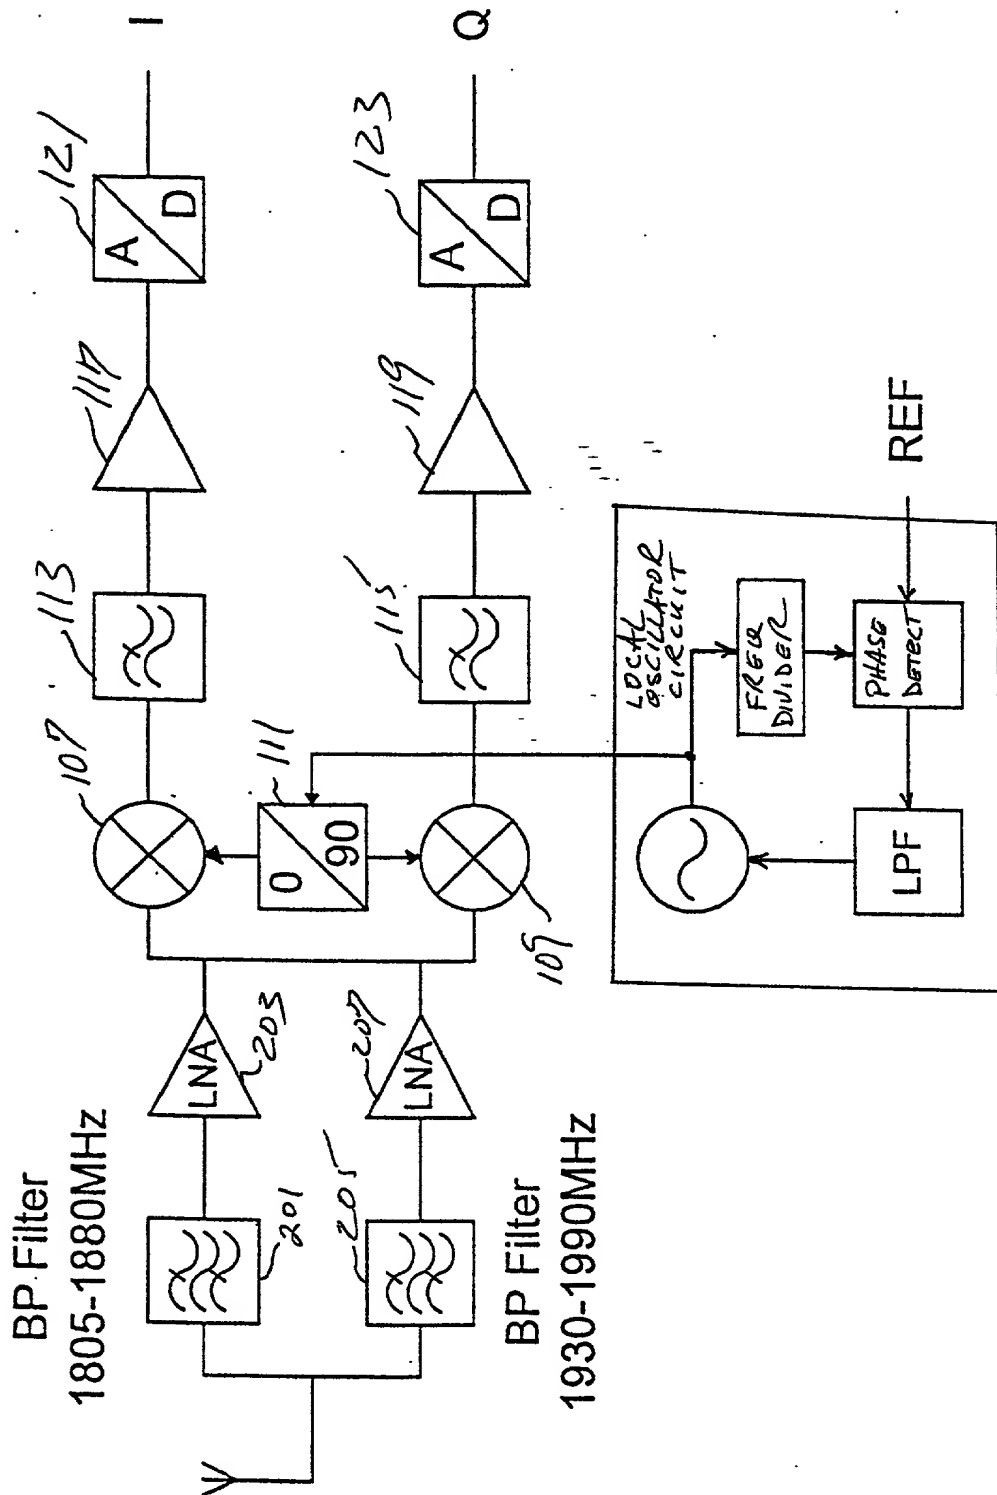 BP Filter
1805-1880MHz
201
LNA
203
107
113
117
A
D
121
I
0
90
111
BP Filter
1930-1990MHz
205
LNA
207
109
115
119
A
D
123
Q
LOCAL
OSCILLATOR
CIRCUIT
FREQ
DIVIDER
PHASE
DETECT
LPF
REF